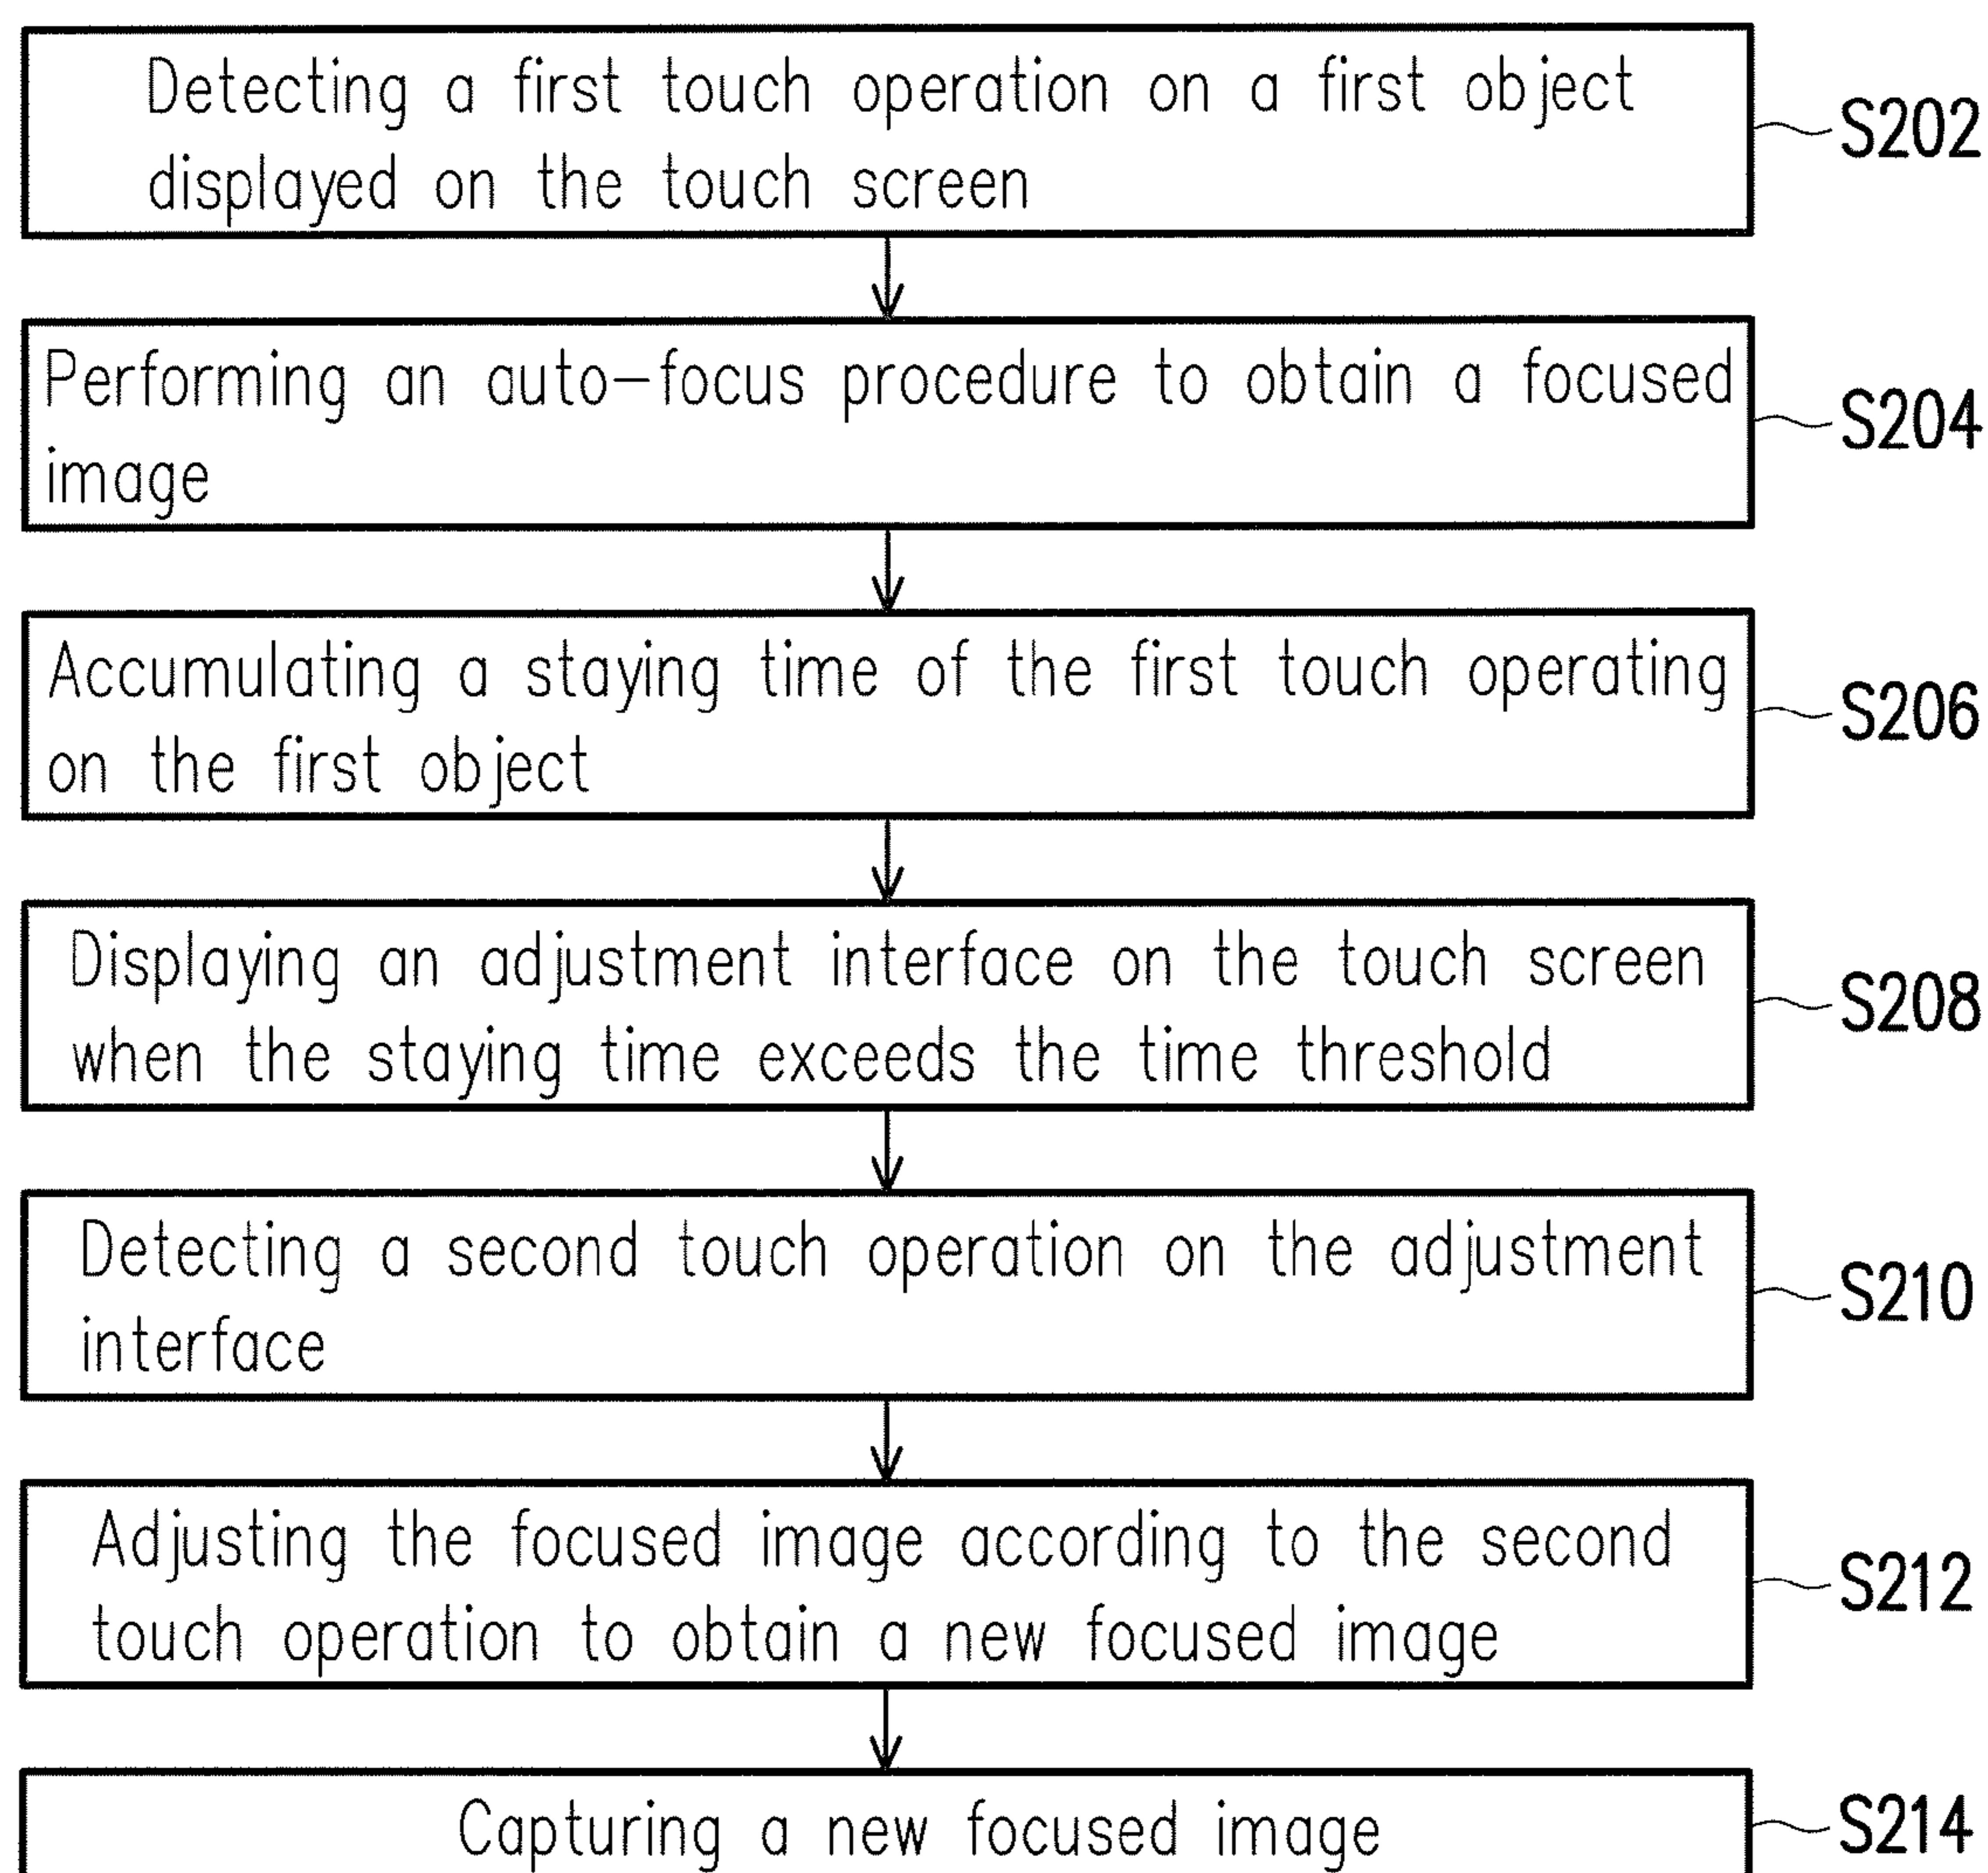 Detecting a first touch operation on a first object
displayed on the touch screen
S202
Performing an auto-focus procedure to obtain a focused
image
S204
Accumulating a staying time of the first touch operating
on the first object
S206
Displaying an adjustment interface on the touch screen
when the staying time exceeds the time threshold
S208
Detecting a second touch operation on the adjustment
interface
S210
Adjusting the focused image according to the second
touch operation to obtain a new focused image
S212
Capturing a new focused image
S214